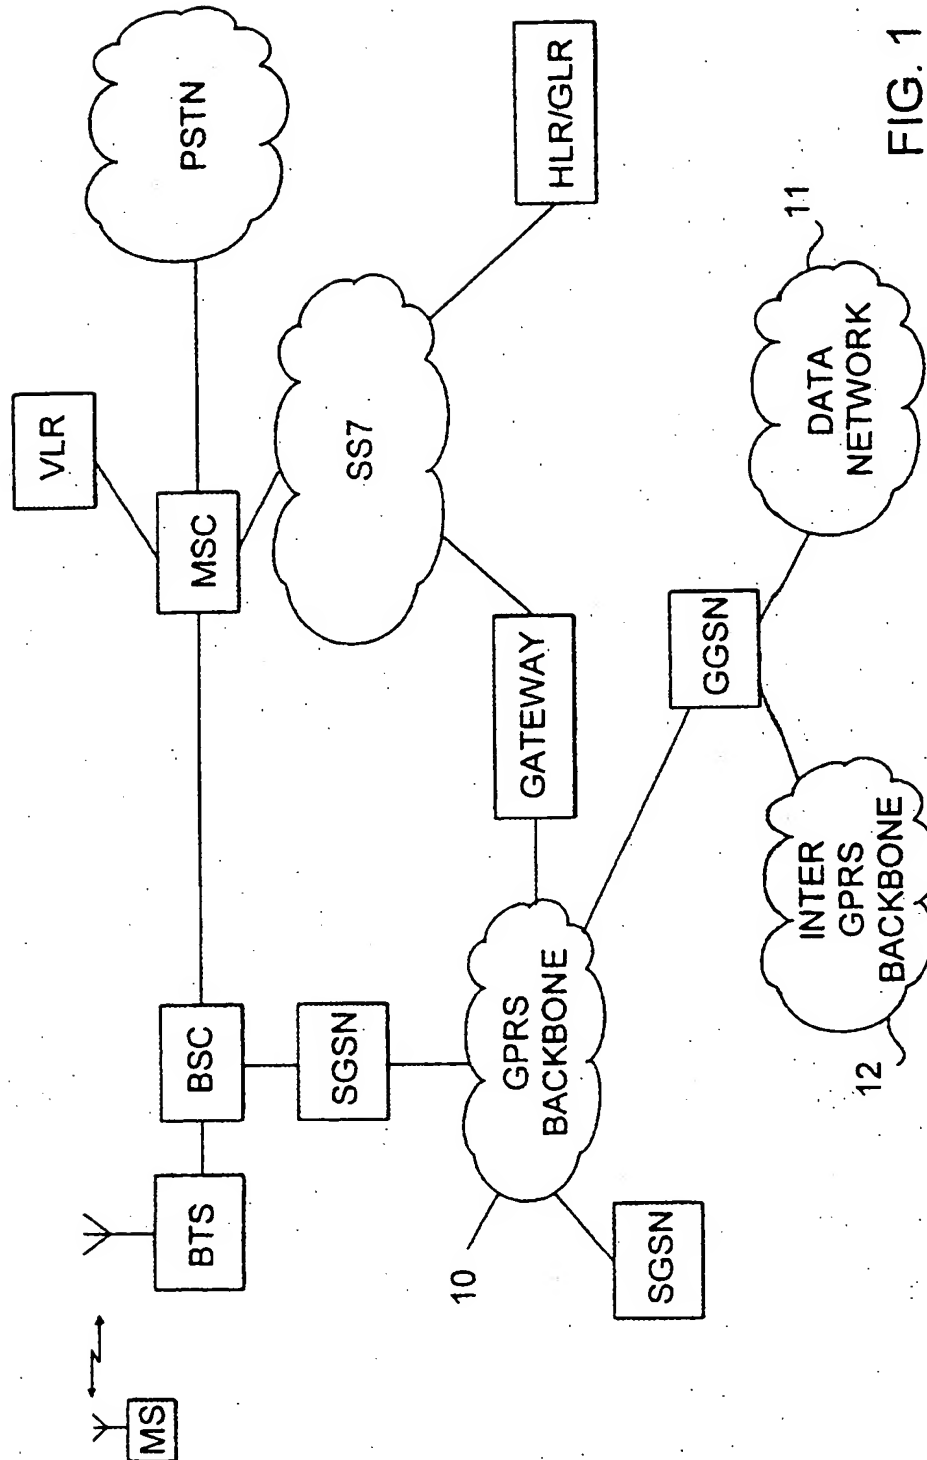 MS
BTS
BSC
MSC
VLR
PSTN
SGSN
SS7
HLR/GLR
10
GPRS
BACKBONE
GATEWAY
SGSN
GGSN
12
INTER
GPRS
BACKBONE
DATA
NETWORK
11
FIG. 1